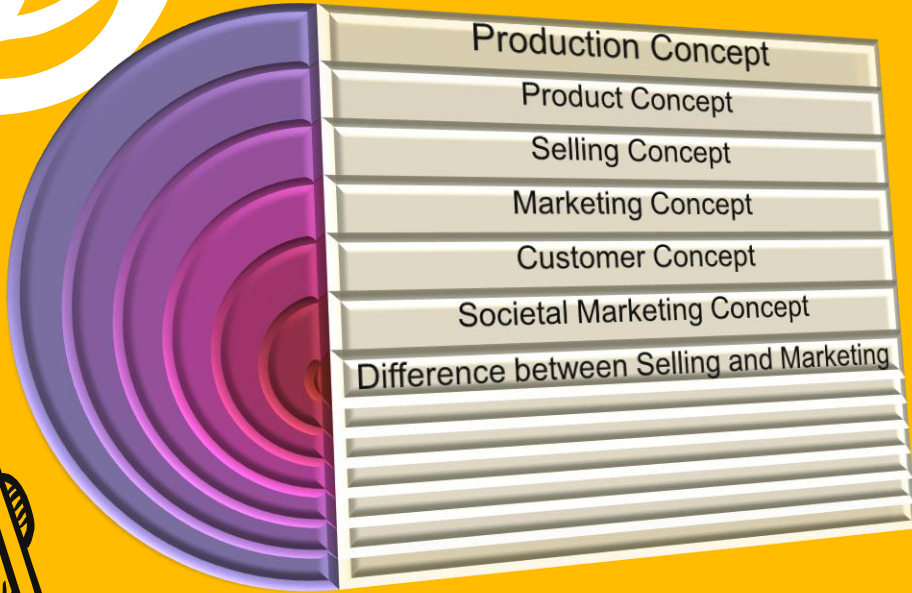 Production Concept
Product Concept
Selling Concept
Marketing Concept
Customer Concept
Societal Marketing Concept
Difference between Selling and Marketing